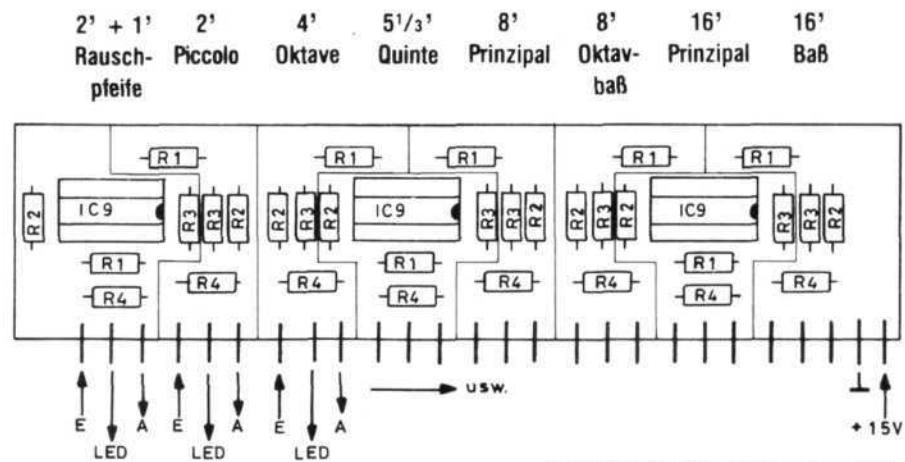 2' + 1' 2' 4' 5 1/3' 8' 8' 16' 16'
Rausch- Piccolo Oktave Quinte Prinzipal Oktav- Prinzipal Baß
pfeife baß
R1 R1 R1 R1 R1
R2 IC9 R3 R3 R2 R2 R3 R2 IC9 R3 R3 R2 R2 R3 R2 IC9 R3 R3 R2
R1 R1 R1
R4 R4 R4 R4 R4 R4 R4 R4
E LED A E LED A E LED A USW. ⊥ +15V